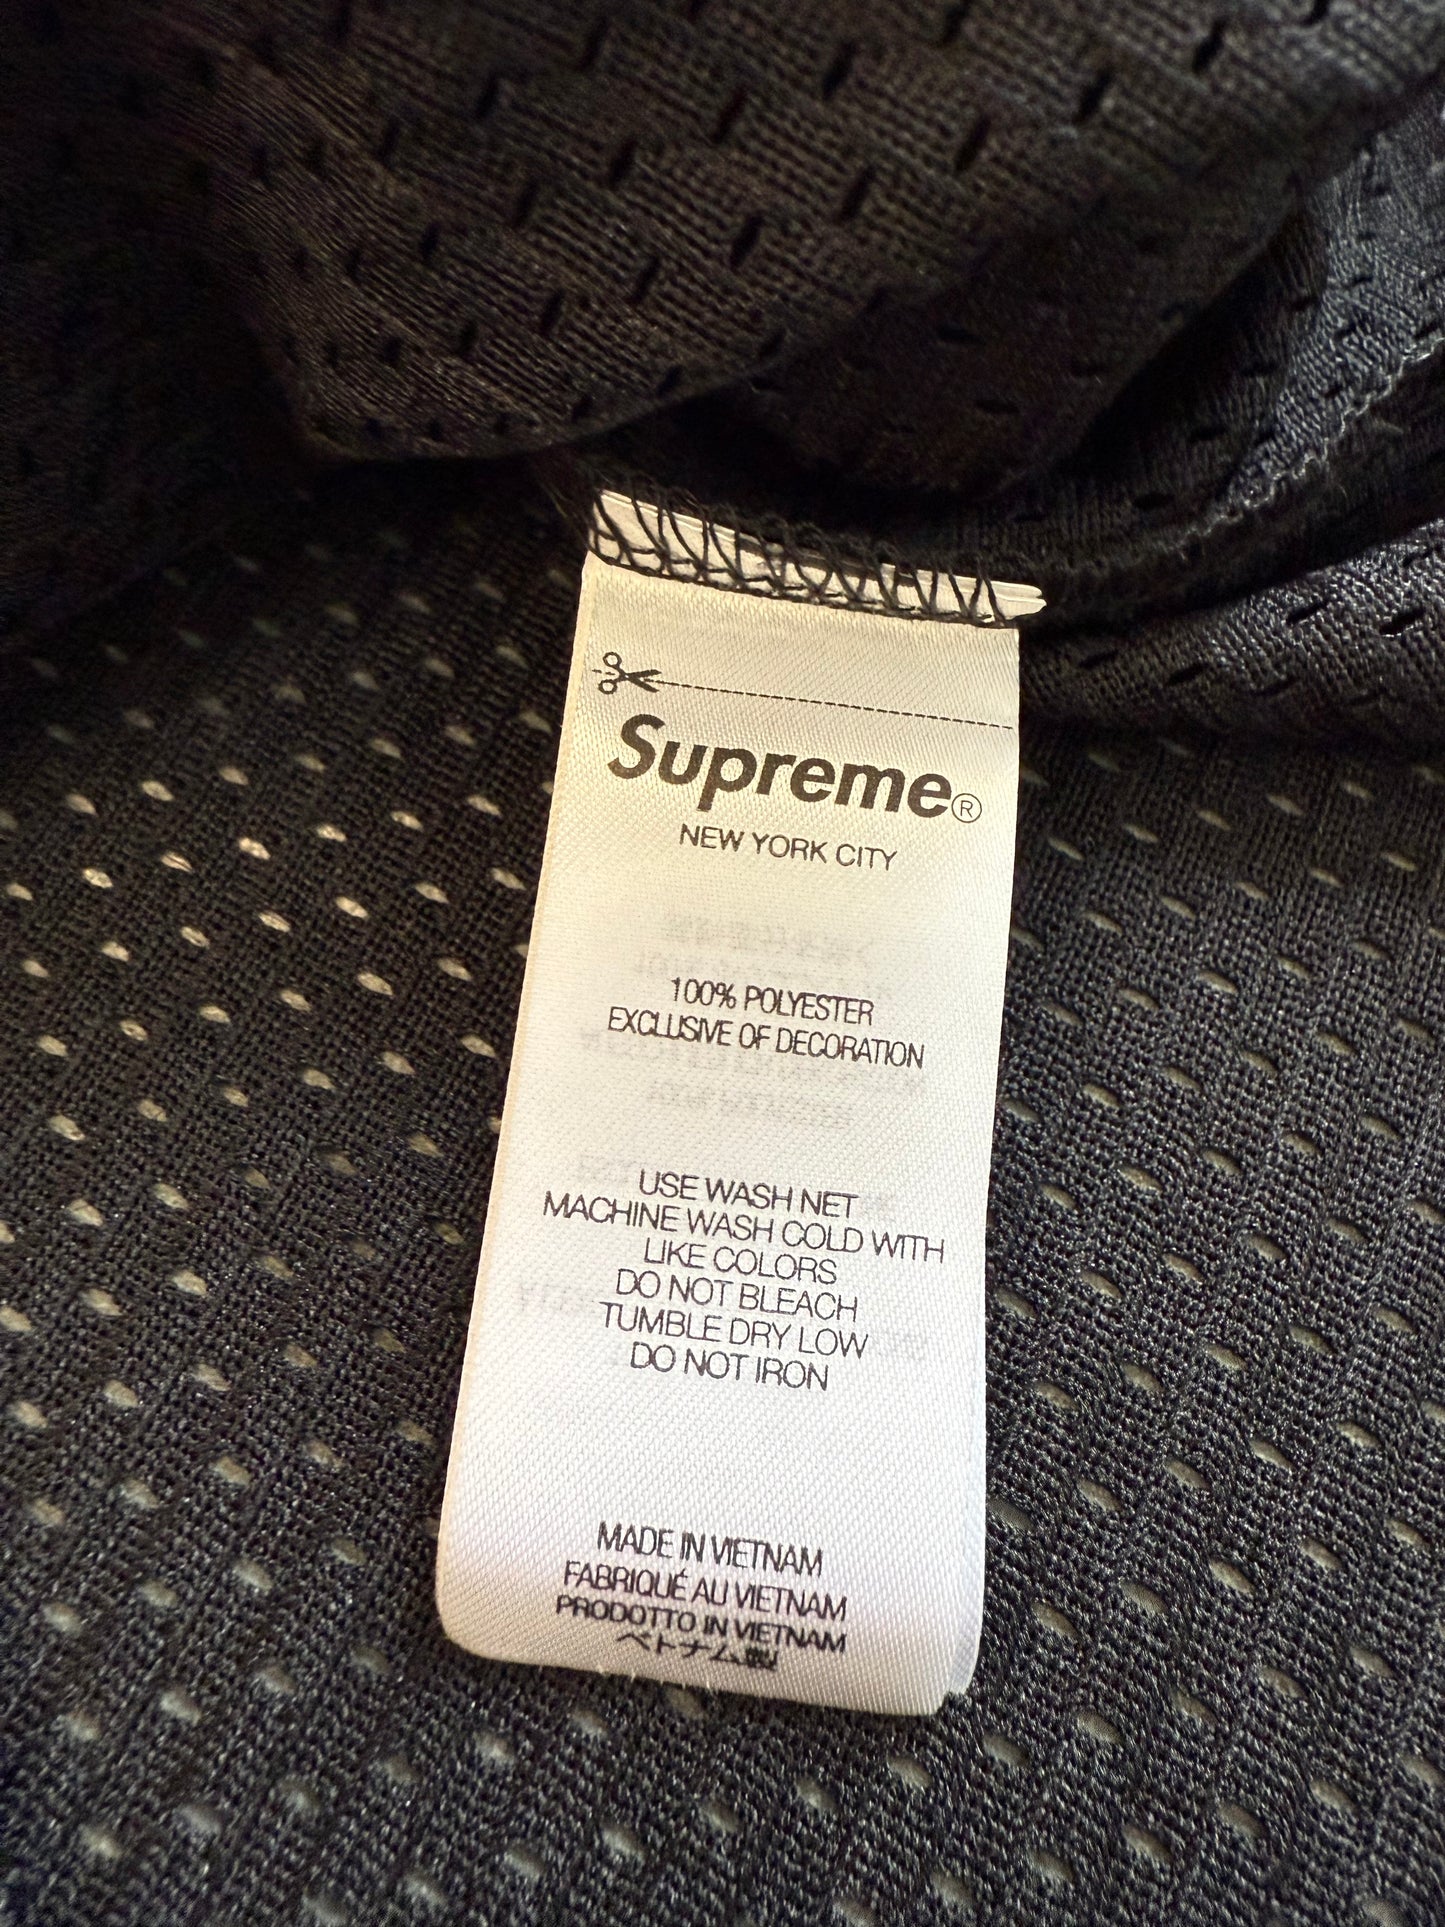 Supreme®
NEW YORK CITY
100% POLYESTER
EXCLUSIVE OF DECORATION
USE WASH NET
MACHINE WASH COLD WITH
LIKE COLORS
DO NOT BLEACH
TUMBLE DRY LOW
DO NOT IRON
MADE IN VIETNAM
FABRIQUÉ AU VIETNAM
PRODOTTO IN VIETNAM
ベトナム製